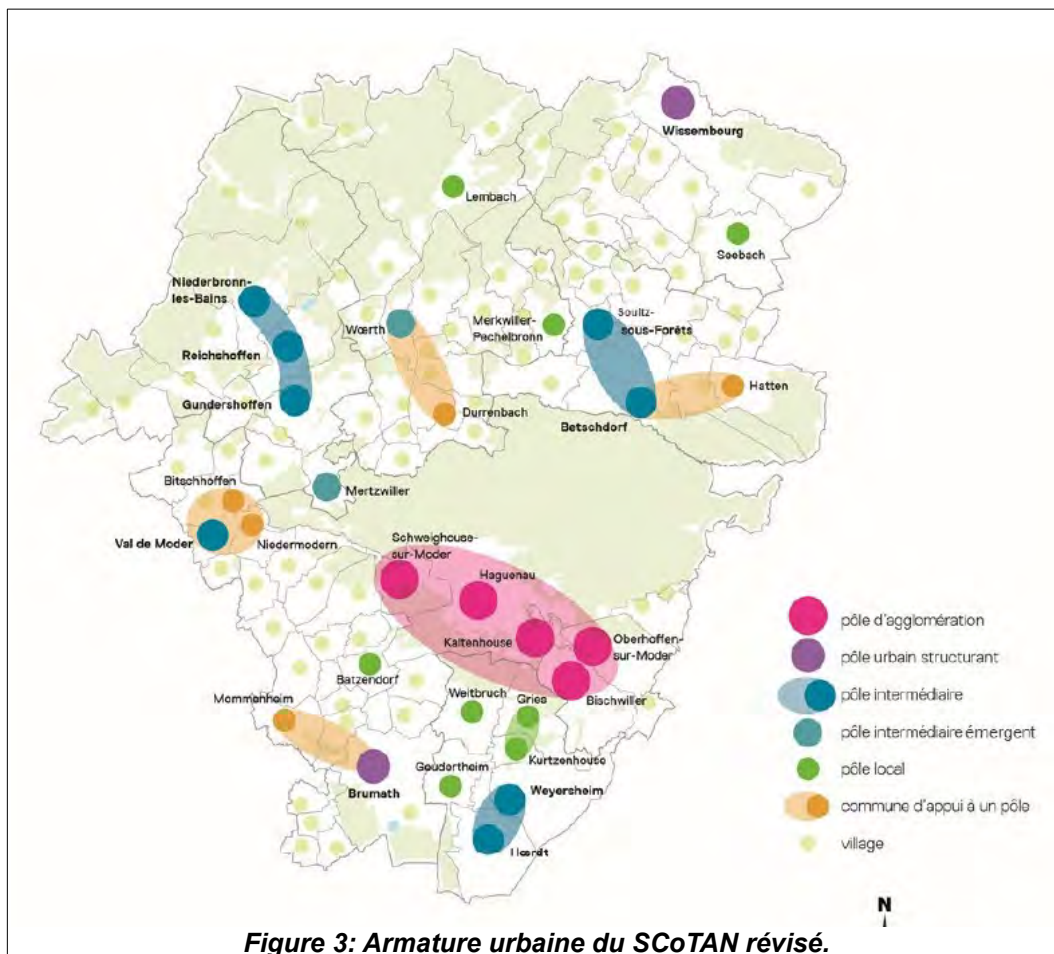 Wissembourg
Lembach
Seebach
Niederbronn-
les-Bains
Wœrth
Merkwiller-
Pechelbronn
Soultz-
sous-Forêts
Reichshoffen
Hatten
Gundershoffen
Durrenbach
Betschdorf
Bitschhoffen
Mertzwiller
Val de Moder
Niedermodern
Schweighouse-
sur-Moder
Haguenau
Kaltenhouse
Oberhoffen-
sur-Moder
Batzendorf
Bischwiller
Weitbruch
Gries
Mommenheim
Kurtzenhouse
Geudertheim
Weyersheim
Brumath
Hœrdt
pôle d'agglomération
pôle urbain structurant
pôle intermédiaire
pôle intermédiaire émergent
pôle local
commune d'appui à un pôle
village
N
Figure 3: Armature urbaine du SCoTAN révisé.